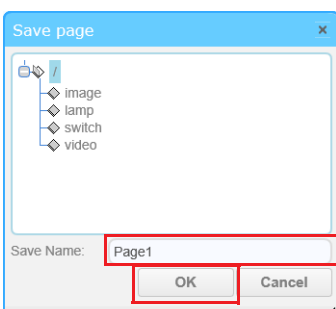 Save page ×
/
image
lamp
switch
video
Save Name: Page1
OK Cancel